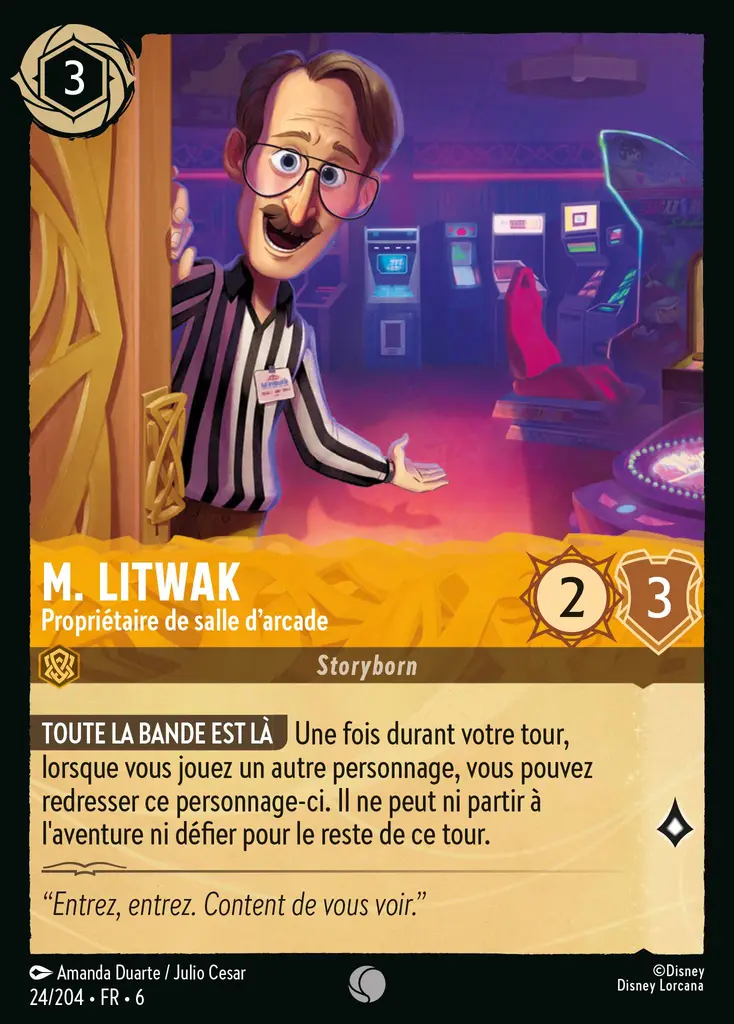 3
M. LITWAK
Propriétaire de salle d'arcade
2
3
Storyborn
TOUTE LA BANDE EST LÀ Une fois durant votre tour,
lorsque vous jouez un autre personnage, vous pouvez
redresser ce personnage-ci. Il ne peut ni partir à
l'aventure ni défier pour le reste de ce tour.
“Entrez, entrez. Content de vous voir.”
Amanda Duarte / Julio Cesar
24/204 • FR • 6
©Disney
Disney Lorcana